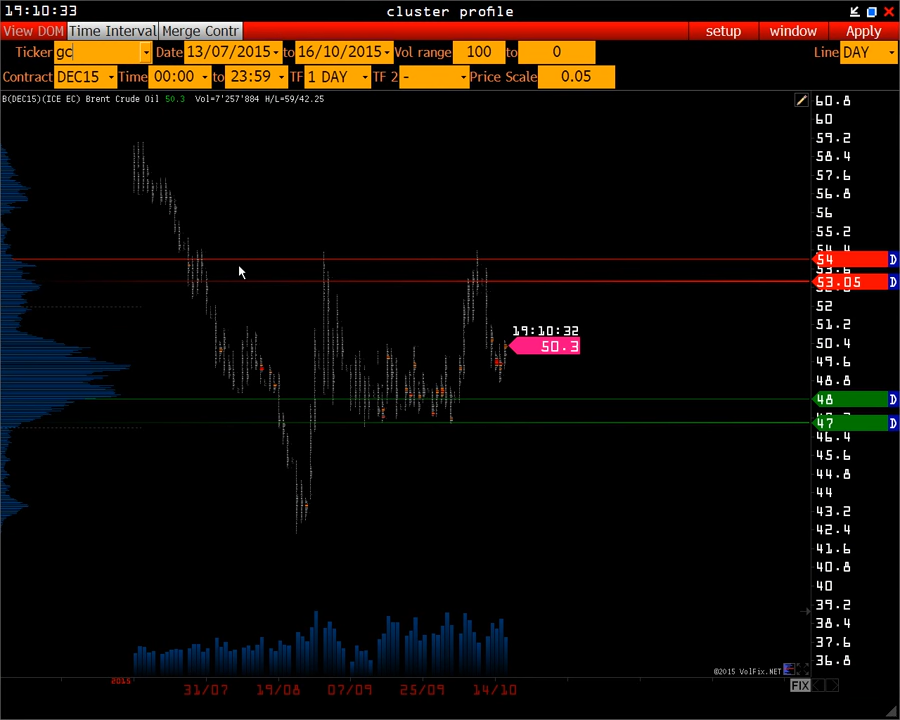 19:10:33 cluster profile
View DOM Time Interval Merge Contr setup window Apply
Ticker gc Date 13/07/2015 to 16/10/2015 Vol range 100 to 0 Line DAY
Contract DEC15 Time 00:00 to 23:59 TF 1 DAY TF 2 - Price Scale 0.05
B(DEC15)(ICE EC) Brent Crude Oil 50.3 Vol=7'257'884 H/L=59/42.25
60.8
60
59.2
58.4
57.6
56.8
56
55.2
54 D
53.05 D
52
51.2
19:10:32
50.3
50.4
49.6
48.8
48 D
47 D
46.4
45.6
44.8
44
43.2
42.4
41.6
40.8
40
39.2
38.4
37.6
36.8
©2015 VolFix.NET
2015 31/07 19/08 07/09 25/09 14/10 FIX